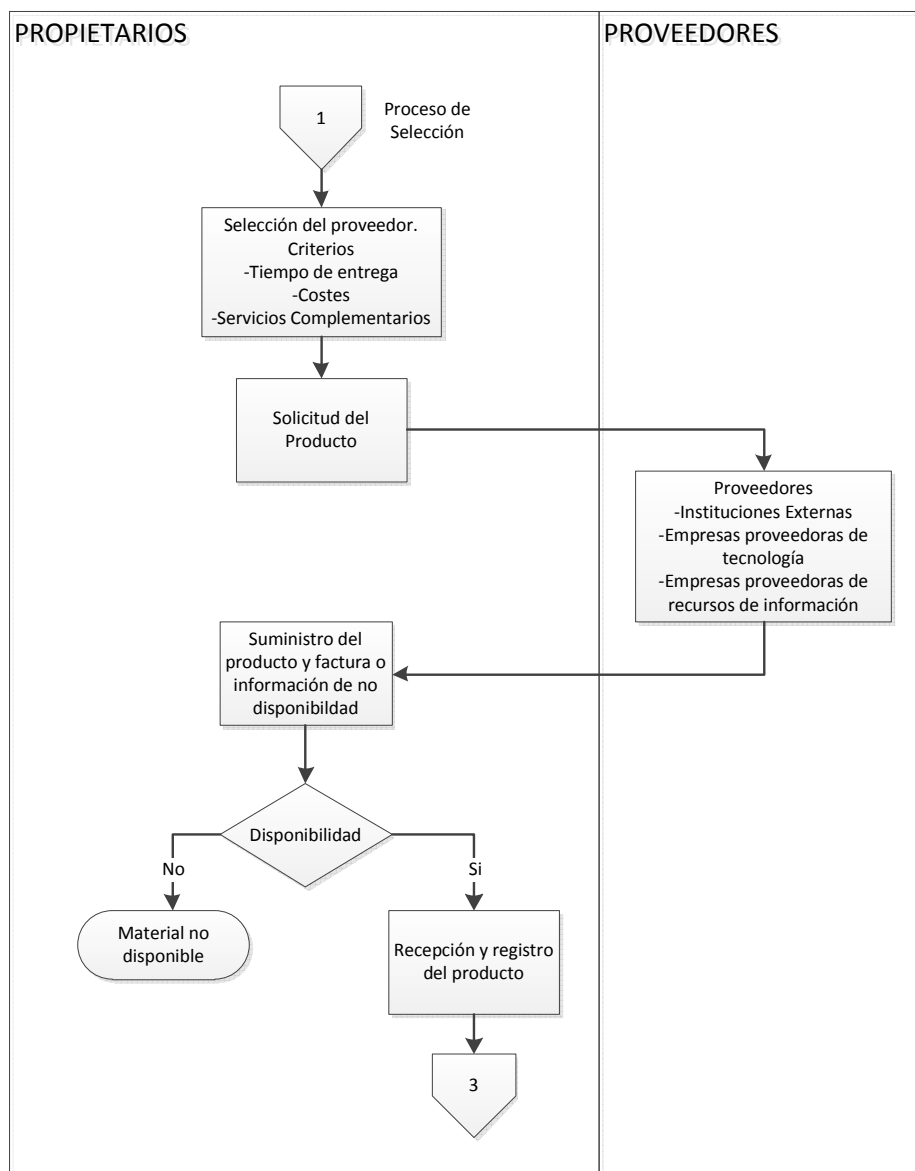 PROPIETARIOS
PROVEEDORES
1
Proceso de
Selección
Selección del proveedor.
Criterios
-Tiempo de entrega
-Costes
-Servicios Complementarios
Solicitud del
Producto
Proveedores
-Instituciones Externas
-Empresas proveedoras de
tecnología
-Empresas proveedoras de
recursos de información
Suministro del
producto y factura o
información de no
disponibildad
Disponibilidad
No
Si
Material no
disponible
Recepción y registro
del producto
3